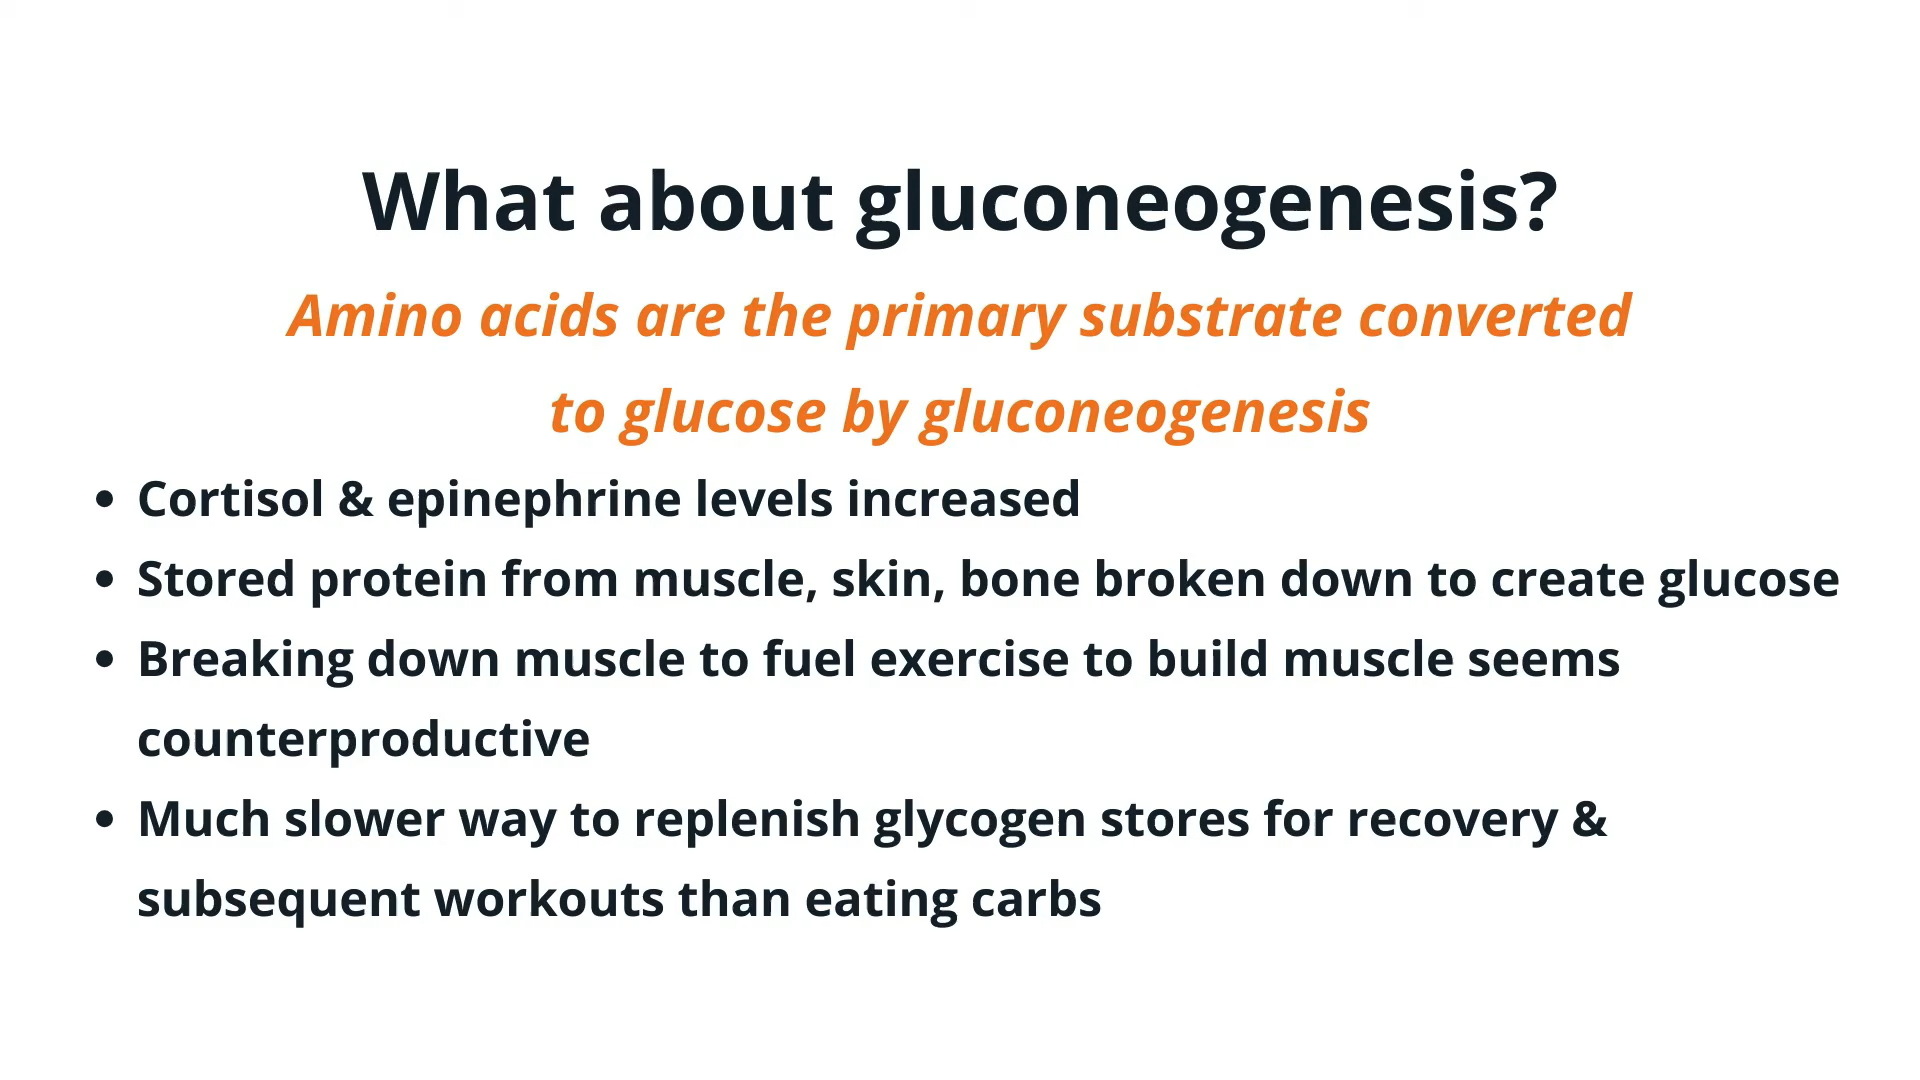 What about gluconeogenesis?
Amino acids are the primary substrate converted
to glucose by gluconeogenesis
• Cortisol & epinephrine levels increased
• Stored protein from muscle, skin, bone broken down to create glucose
• Breaking down muscle to fuel exercise to build muscle seems
counterproductive
• Much slower way to replenish glycogen stores for recovery &
subsequent workouts than eating carbs